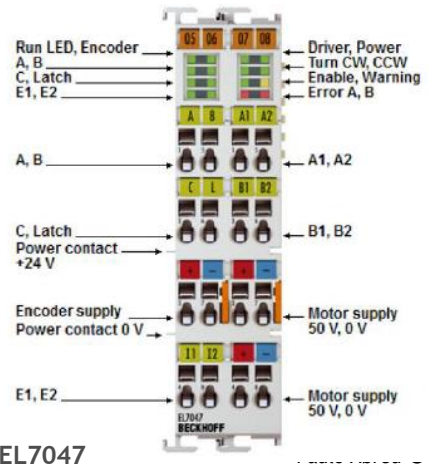 Run LED, Encoder
A, B
C, Latch
E1, E2
05 06 07 08
Driver, Power
Turn CW, CCW
Enable, Warning
Error A, B
A B A1 A2
A, B
A1, A2
C L B1 B2
C, Latch
B1, B2
Power contact
+24 V
+ − + −
Encoder supply
Power contact 0 V
Motor supply
50 V, 0 V
I1 I2 + −
E1, E2
Motor supply
50 V, 0 V
EL7047
BECKHOFF
EL7047